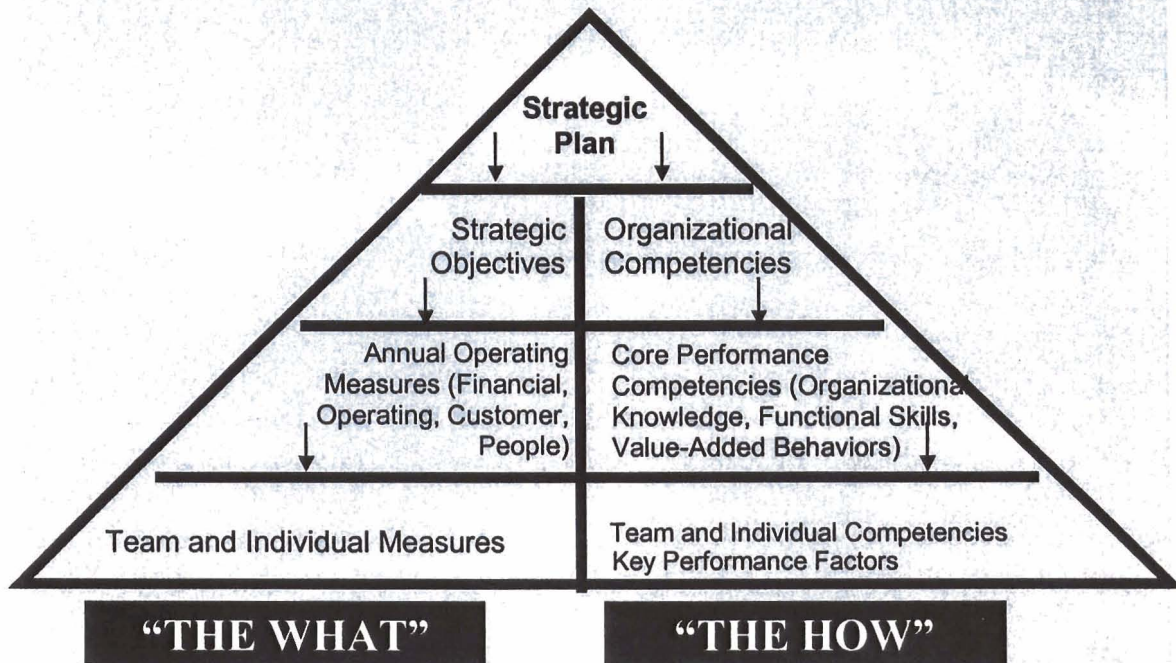 Strategic
Plan
Strategic
Objectives
Organizational
Competencies
Annual Operating
Measures (Financial,
Operating, Customer,
People)
Core Performance
Competencies (Organizational
Knowledge, Functional Skills,
Value-Added Behaviors)
Team and Individual Measures
Team and Individual Competencies
Key Performance Factors
“THE WHAT”
“THE HOW”